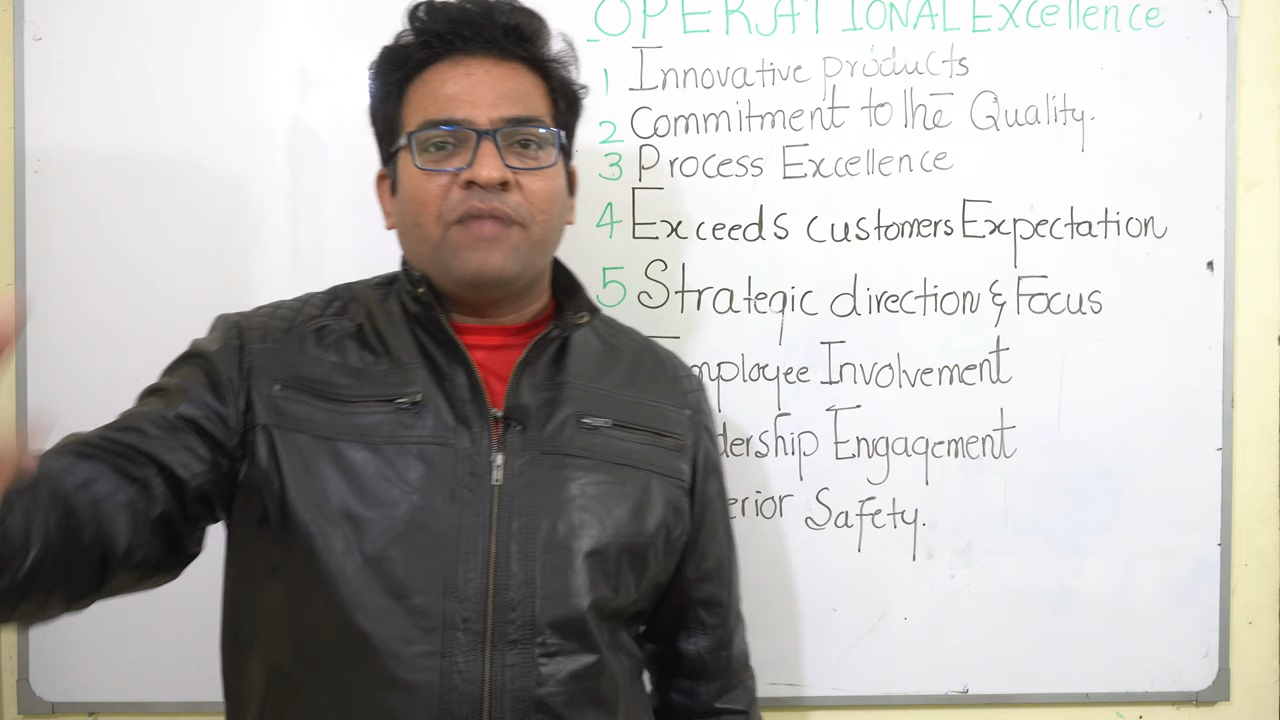 OPERATIONAL Excellence
1 Innovative products
2 Commitment to the Quality.
3 Process Excellence
4 Exceeds customers Expectation
5 Strategic direction & Focus
Involvement
Engagement
Safety.